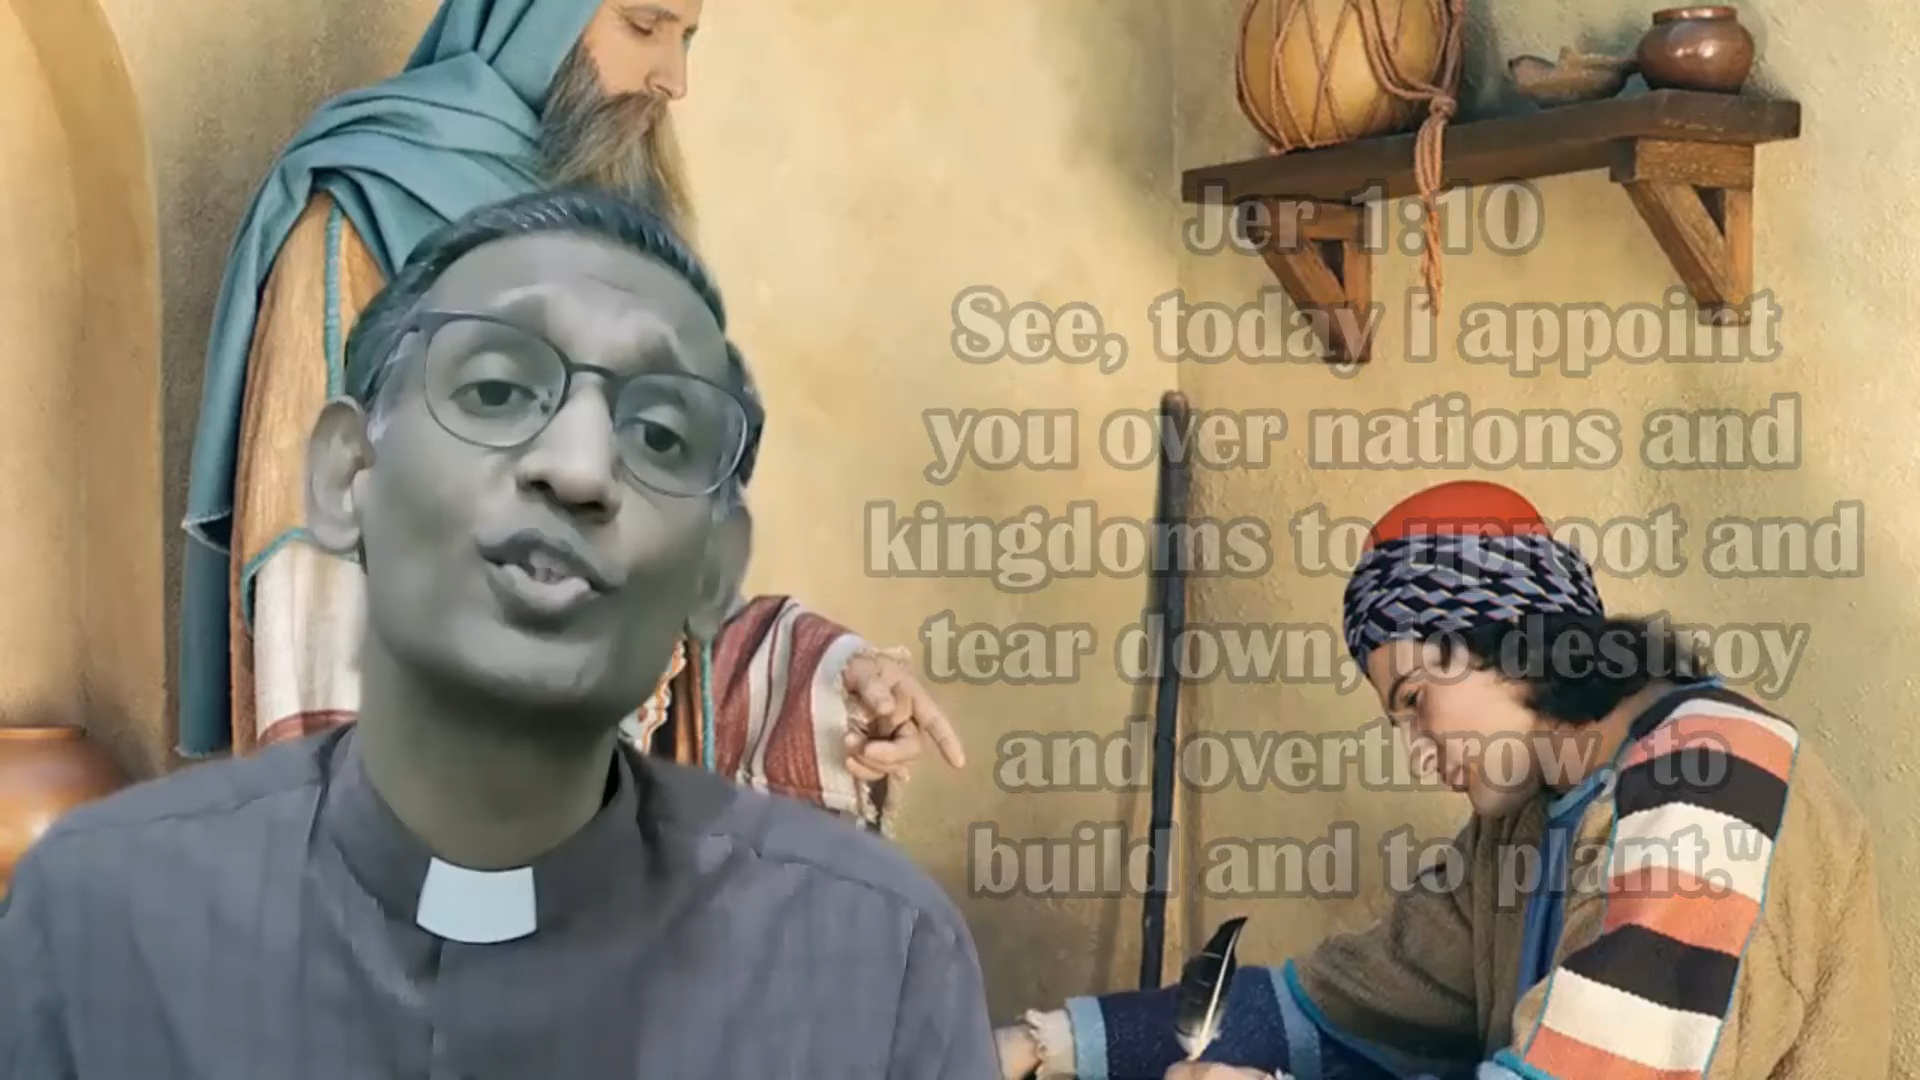 Jer 1:10
See, today I appoint
you over nations and
kingdoms to uproot and
tear down, to destroy
and overthrow, to
build and to plant."